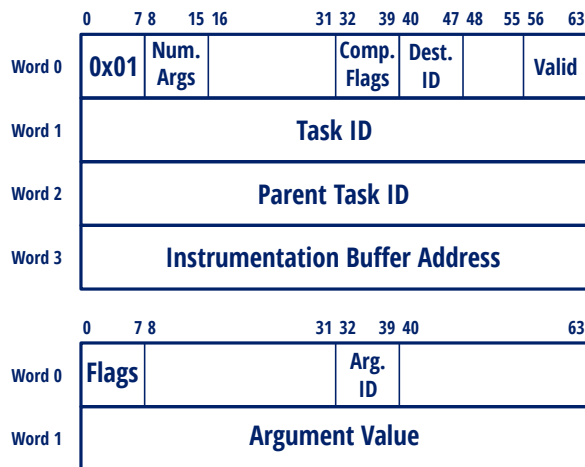 0 7 8 15 16 31 32 39 40 47 48 55 56 63
Word 0 0x01 Num. Args Comp. Flags Dest. ID Valid
Word 1 Task ID
Word 2 Parent Task ID
Word 3 Instrumentation Buffer Address
0 7 8 31 32 39 40 63
Word 0 Flags Arg. ID
Word 1 Argument Value